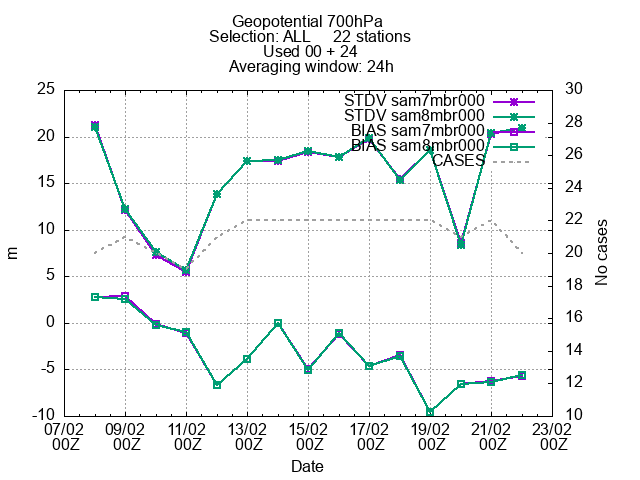 Geopotential 700hPa
Selection: ALL 22 stations
Used 00 + 24
Averaging window: 24h
STDV sam7mbr000
STDV sam8mbr000
BIAS sam7mbr000
BIAS sam8mbr000
CASES
25
20
15
10
5
0
-5
-10
m
30
28
26
24
22
20
18
16
14
12
10
No cases
07/02 09/02 11/02 13/02 15/02 17/02 19/02 21/02 23/02
00Z 00Z 00Z 00Z 00Z 00Z 00Z 00Z 00Z
Date